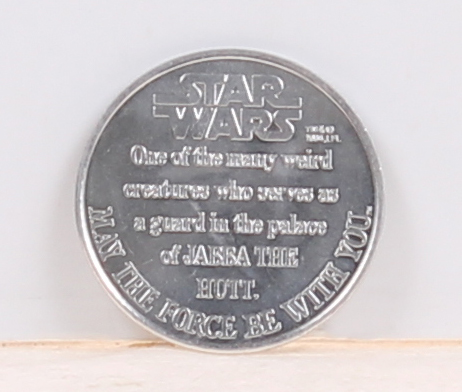 STAR
WARS
One of the many weird
creatures who serves as
a guard in the palace
of JABBA THE
HUTT.
MAY THE FORCE BE WITH YOU.